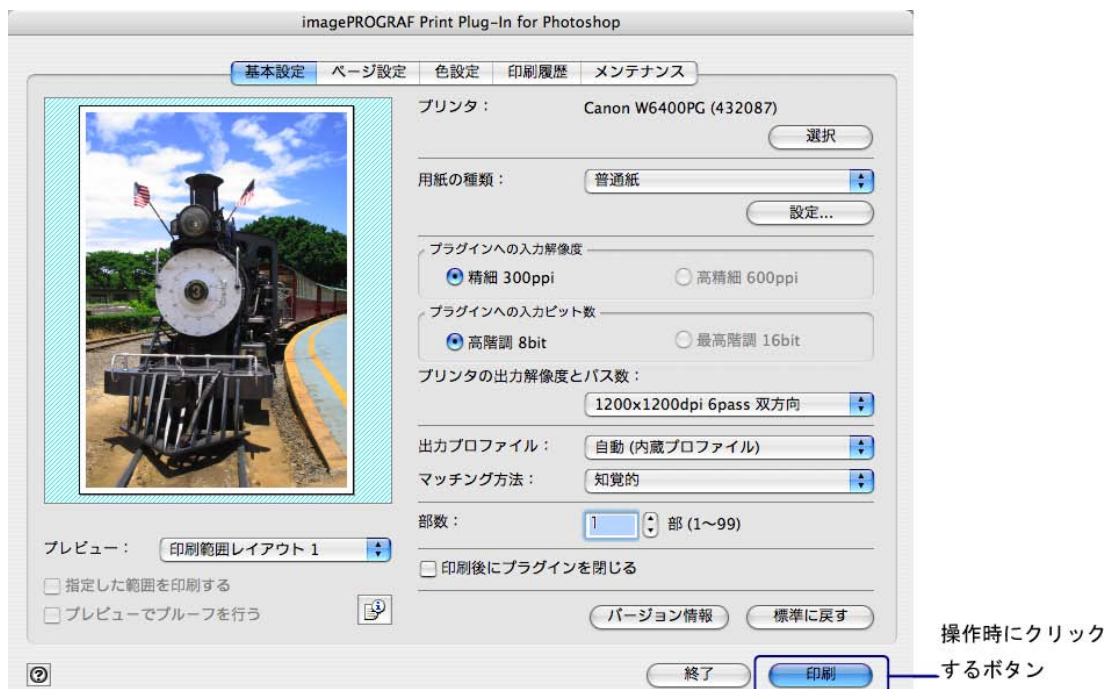 imagePROGRAF Print Plug-In for Photoshop
基本設定 ページ設定 色設定 印刷履歴 メンテナンス
プリンタ： Canon W6400PG (432087)
選択
用紙の種類： 普通紙
設定...
プラグインへの入力解像度
精細 300ppi 高精細 600ppi
プラグインへの入力ビット数
高階調 8bit 最高階調 16bit
プリンタの出力解像度とパス数：
1200x1200dpi 6pass 双方向
出力プロファイル： 自動 (内蔵プロファイル)
マッチング方法： 知覚的
部数： 1 部 (1〜99)
印刷後にプラグインを閉じる
プレビュー： 印刷範囲レイアウト 1
指定した範囲を印刷する
プレビューでプルーフを行う
バージョン情報 標準に戻す
終了 印刷
操作時にクリック
するボタン
3